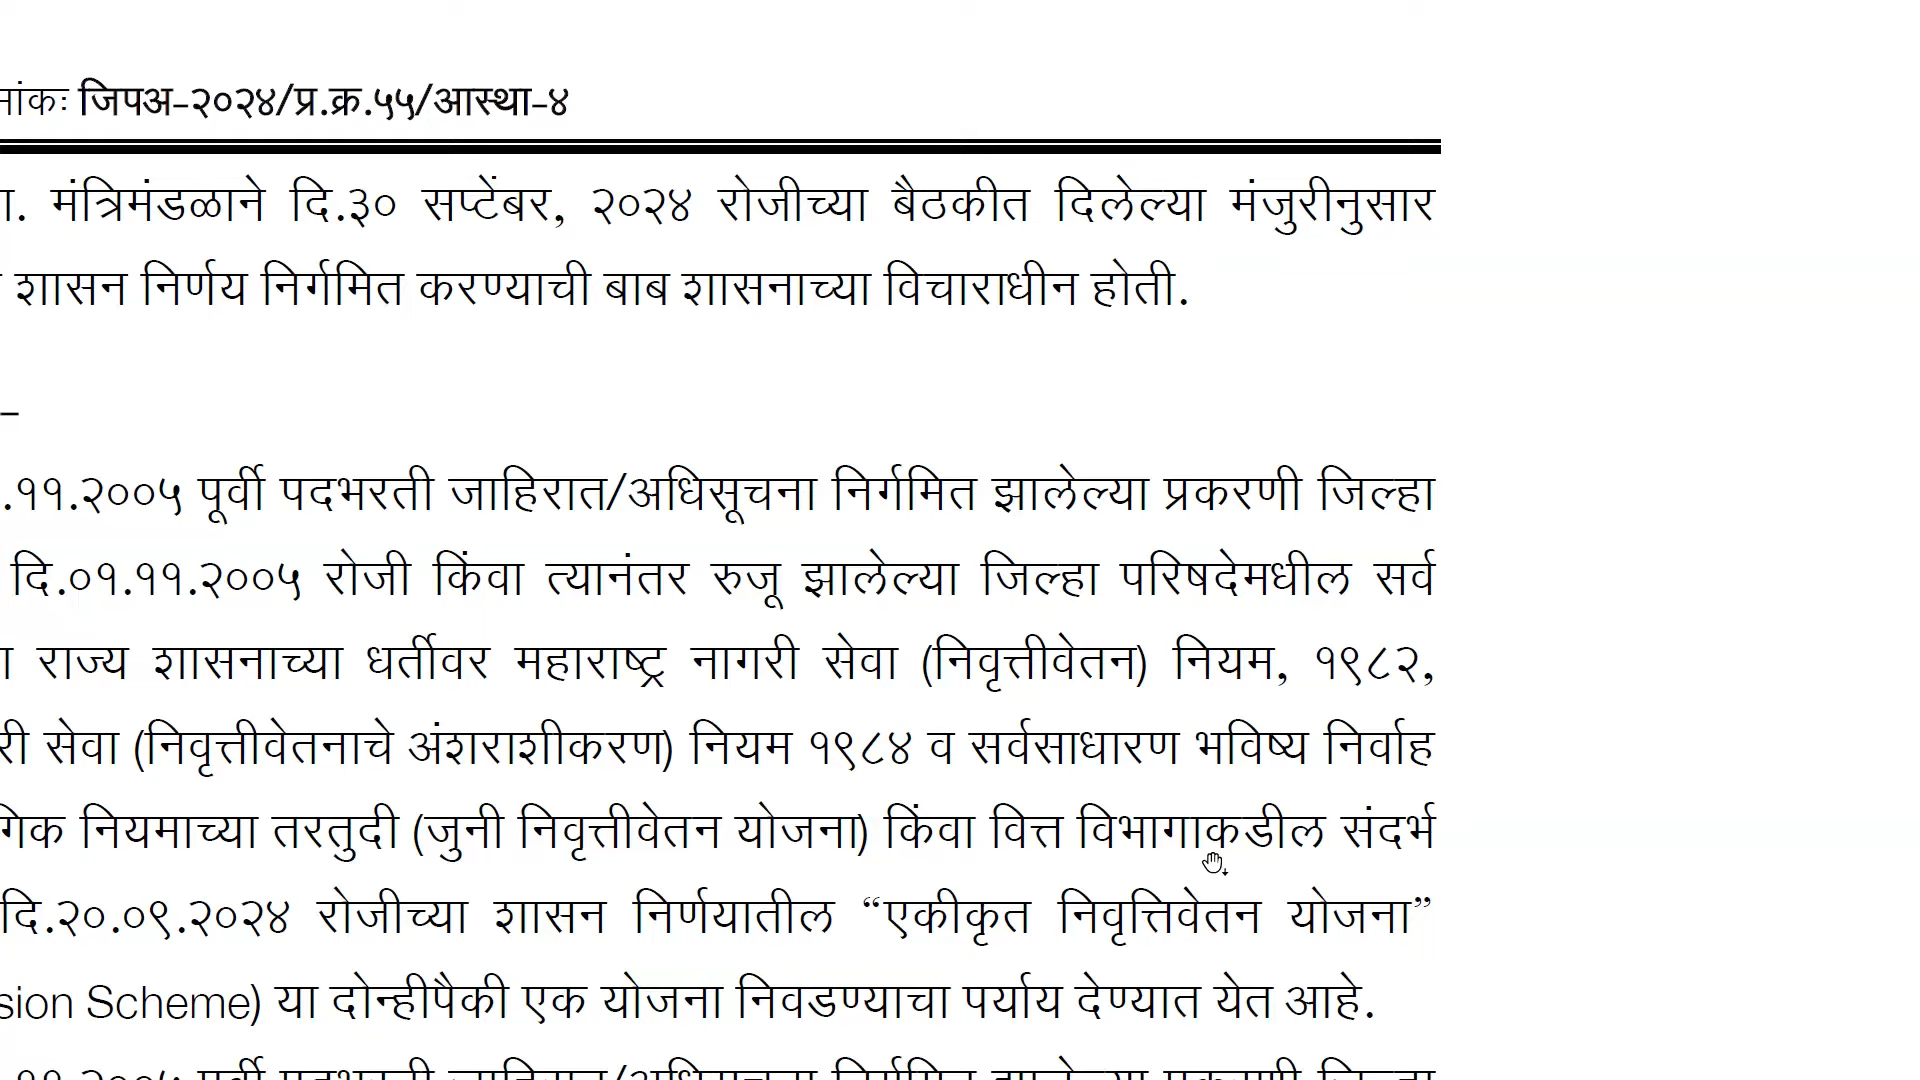 जिपअ-२०२४/प्र.क्र.५५/आस्था-४
मंत्रिमंडळाने दि.३० सप्टेंबर, २०२४ रोजीच्या बैठकीत दिलेल्या मंजुरीनुसार
शासन निर्णय निर्गमित करण्याची बाब शासनाच्या विचाराधीन होती.
-
.११.२००५ पूर्वी पदभरती जाहिरात/अधिसूचना निर्गमित झालेल्या प्रकरणी जिल्हा
दि.०१.११.२००५ रोजी किंवा त्यानंतर रुजू झालेल्या जिल्हा परिषदेमधील सर्व
राज्य शासनाच्या धर्तीवर महाराष्ट्र नागरी सेवा (निवृत्तीवेतन) नियम, १९८२,
री सेवा (निवृत्तीवेतनाचे अंशराशीकरण) नियम १९८४ व सर्वसाधारण भविष्य निर्वाह
नियमाच्या तरतुदी (जुनी निवृत्तीवेतन योजना) किंवा वित्त विभागाकडील संदर्भ
दि.२०.०९.२०२४ रोजीच्या शासन निर्णयातील “एकीकृत निवृत्तिवेतन योजना”
sion Scheme) या दोन्हीपैकी एक योजना निवडण्याचा पर्याय देण्यात येत आहे.